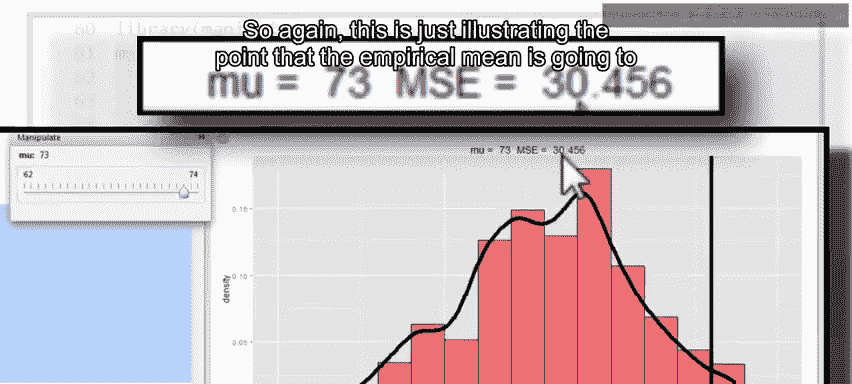 So again, this is just illustrating the
point that the empirical mean is going to
mu = 73 MSE = 30.456
Manipulate
mu: 73
62 74
mu = 73 MSE = 30.456
0.15
0.10
0.05
density